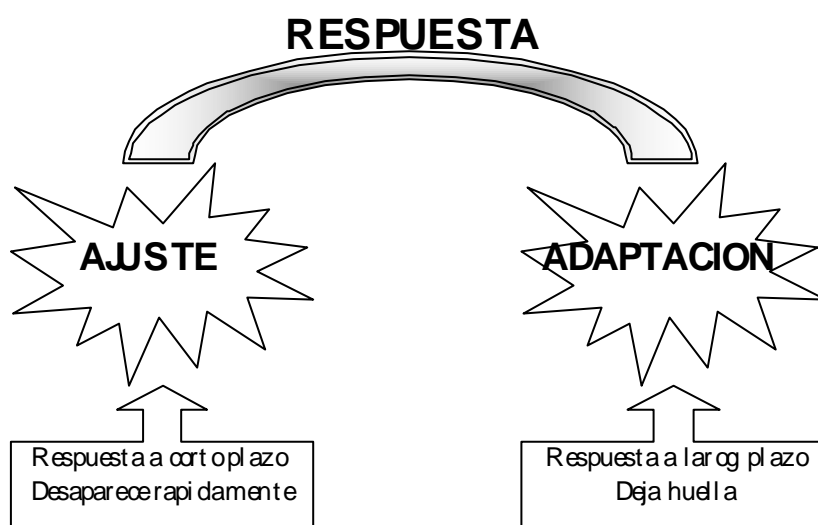 RESPUESTA
AJUSTE
ADAPTACION
Respuesta a corto plazo
Desaparece rapidamente
Respuesta a larog plazo
Deja huella